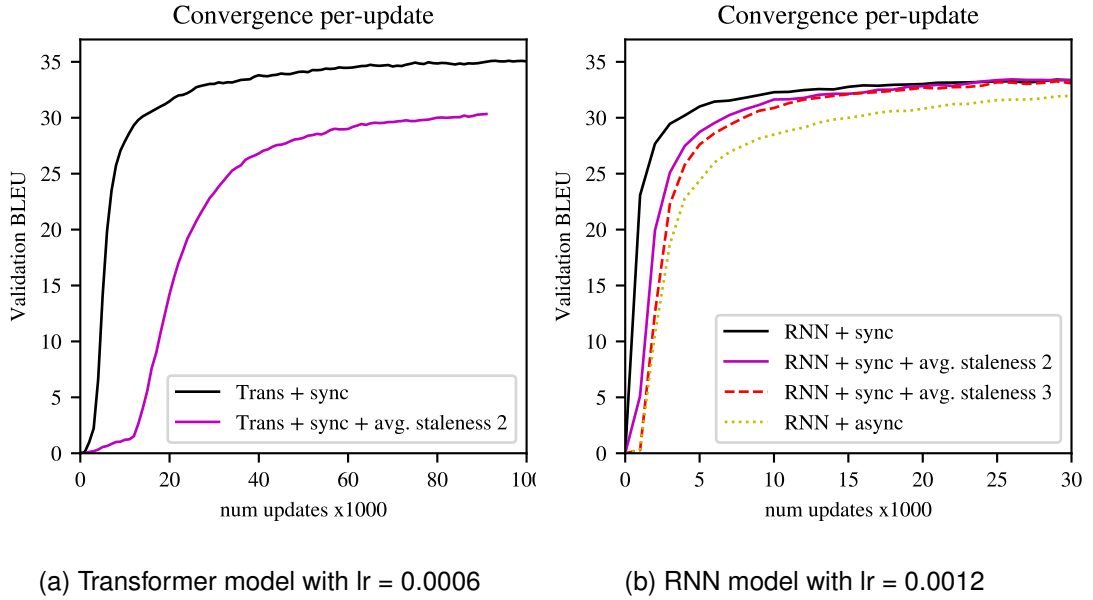 Convergence per-update
Validation BLEU
35
30
25
20
15
10
5
0
Trans + sync
Trans + sync + avg. staleness 2
0 20 40 60 80 100
num updates x1000
(a) Transformer model with lr = 0.0006
Convergence per-update
Validation BLEU
35
30
25
20
15
10
5
0
RNN + sync
RNN + sync + avg. staleness 2
RNN + sync + avg. staleness 3
RNN + async
0 5 10 15 20 25 30
num updates x1000
(b) RNN model with lr = 0.0012